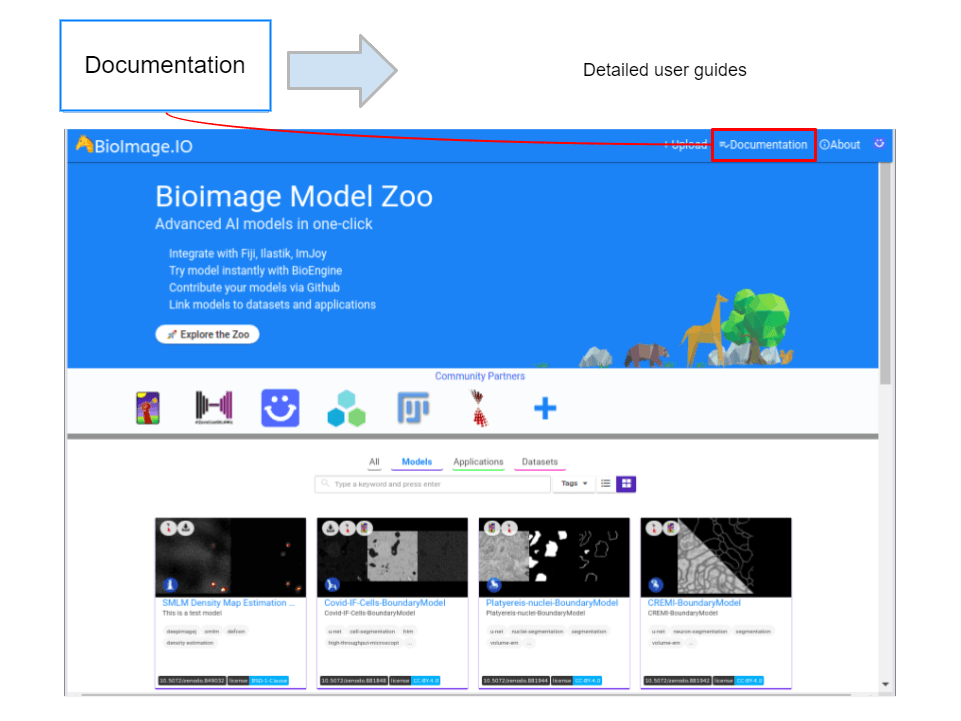 Documentation
Detailed user guides
BioImage.IO
Upload
Documentation
About
Bioimage Model Zoo
Advanced AI models in one-click
Integrate with Fiji, Ilastik, ImJoy
Try model instantly with BioEngine
Contribute your models via Github
Link models to datasets and applications
Explore the Zoo
Community Partners
All Models Applications Datasets
Type a keyword and press enter
Tags
SMLM Density Map Estimation ...
This is a test model
deepimagej smlm defcon
density estimation
10.5072/zenodo.849032 license BSD-1-Clause
Covid-IF-Cells-BoundaryModel
Covid-IF-Cells-BoundaryModel
u-net cell-segmentation htm
high-throughput-microscopt ...
10.5072/zenodo.881848 license CC-BY-4.0
Platyereis-nuclei-BoundaryModel
Platyereis-nuclei-BoundaryModel
u-net nuclei-segmentation segmentation
volume-em ...
10.5072/zenodo.881944 license CC-BY-4.0
CREMI-BoundaryModel
CREMI-BoundaryModel
u-net neuron-segmentation segmentation
volume-em ...
10.5072/zenodo.881942 license CC-BY-4.0